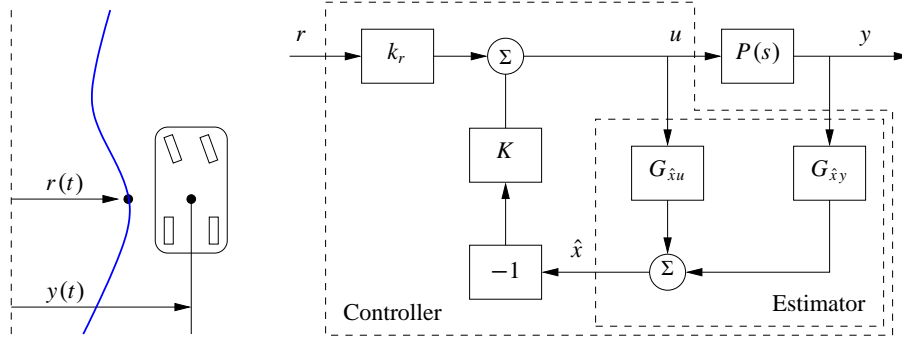 r(t)
y(t)
r
k_r
Σ
u
P(s)
y
K
G_{x̂u}
G_{x̂y}
−1
x̂
Σ
Controller
Estimator